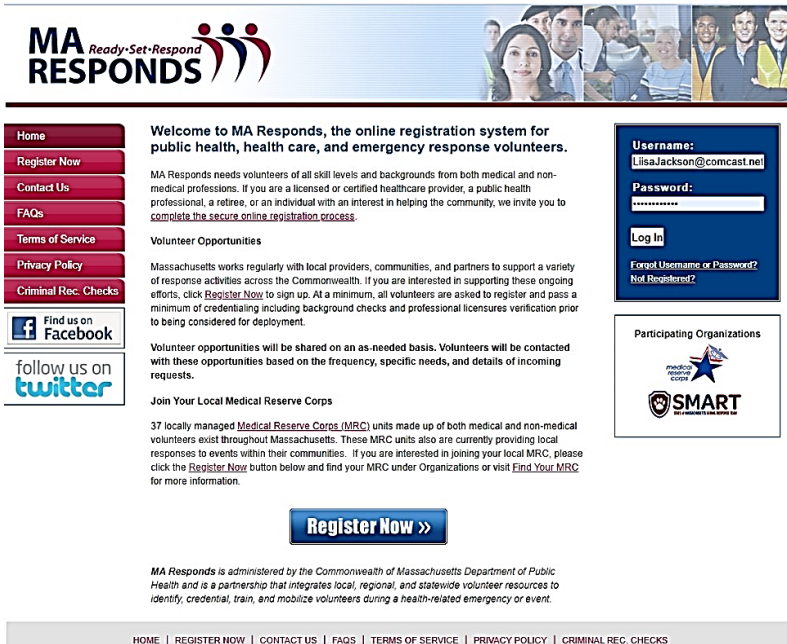 MA Ready·Set·Respond
RESPONDS
Home
Register Now
Contact Us
FAQs
Terms of Service
Privacy Policy
Criminal Rec. Checks
Find us on
Facebook
follow us on
twitter
Welcome to MA Responds, the online registration system for
public health, health care, and emergency response volunteers.
MA Responds needs volunteers of all skill levels and backgrounds from both medical and non-
medical professions. If you are a licensed or certified healthcare provider, a public health
professional, a retiree, or an individual with an interest in helping the community, we invite you to
complete the secure online registration process.
Volunteer Opportunities
Massachusetts works regularly with local providers, communities, and partners to support a variety
of response activities across the Commonwealth. If you are interested in supporting these ongoing
efforts, click Register Now to sign up. At a minimum, all volunteers are asked to register and pass a
minimum of credentialing including background checks and professional licensures verification prior
to being considered for deployment.
Volunteer opportunities will be shared on an as-needed basis. Volunteers will be contacted
with these opportunities based on the frequency, specific needs, and details of incoming
requests.
Join Your Local Medical Reserve Corps
37 locally managed Medical Reserve Corps (MRC) units made up of both medical and non-medical
volunteers exist throughout Massachusetts. These MRC units also are currently providing local
responses to events within their communities. If you are interested in joining your local MRC, please
click the Register Now button below and find your MRC under Organizations or visit Find Your MRC
for more information.
Register Now »
MA Responds is administered by the Commonwealth of Massachusetts Department of Public
Health and is a partnership that integrates local, regional, and statewide volunteer resources to
identify, credential, train, and mobilize volunteers during a health-related emergency or event.
Username:
LiisaJackson@comcast.net
Password:
············
Log In
Forgot Username or Password?
Not Registered?
Participating Organizations
medical
reserve
corps
SMART
HOME | REGISTER NOW | CONTACT US | FAQS | TERMS OF SERVICE | PRIVACY POLICY | CRIMINAL REC. CHECKS